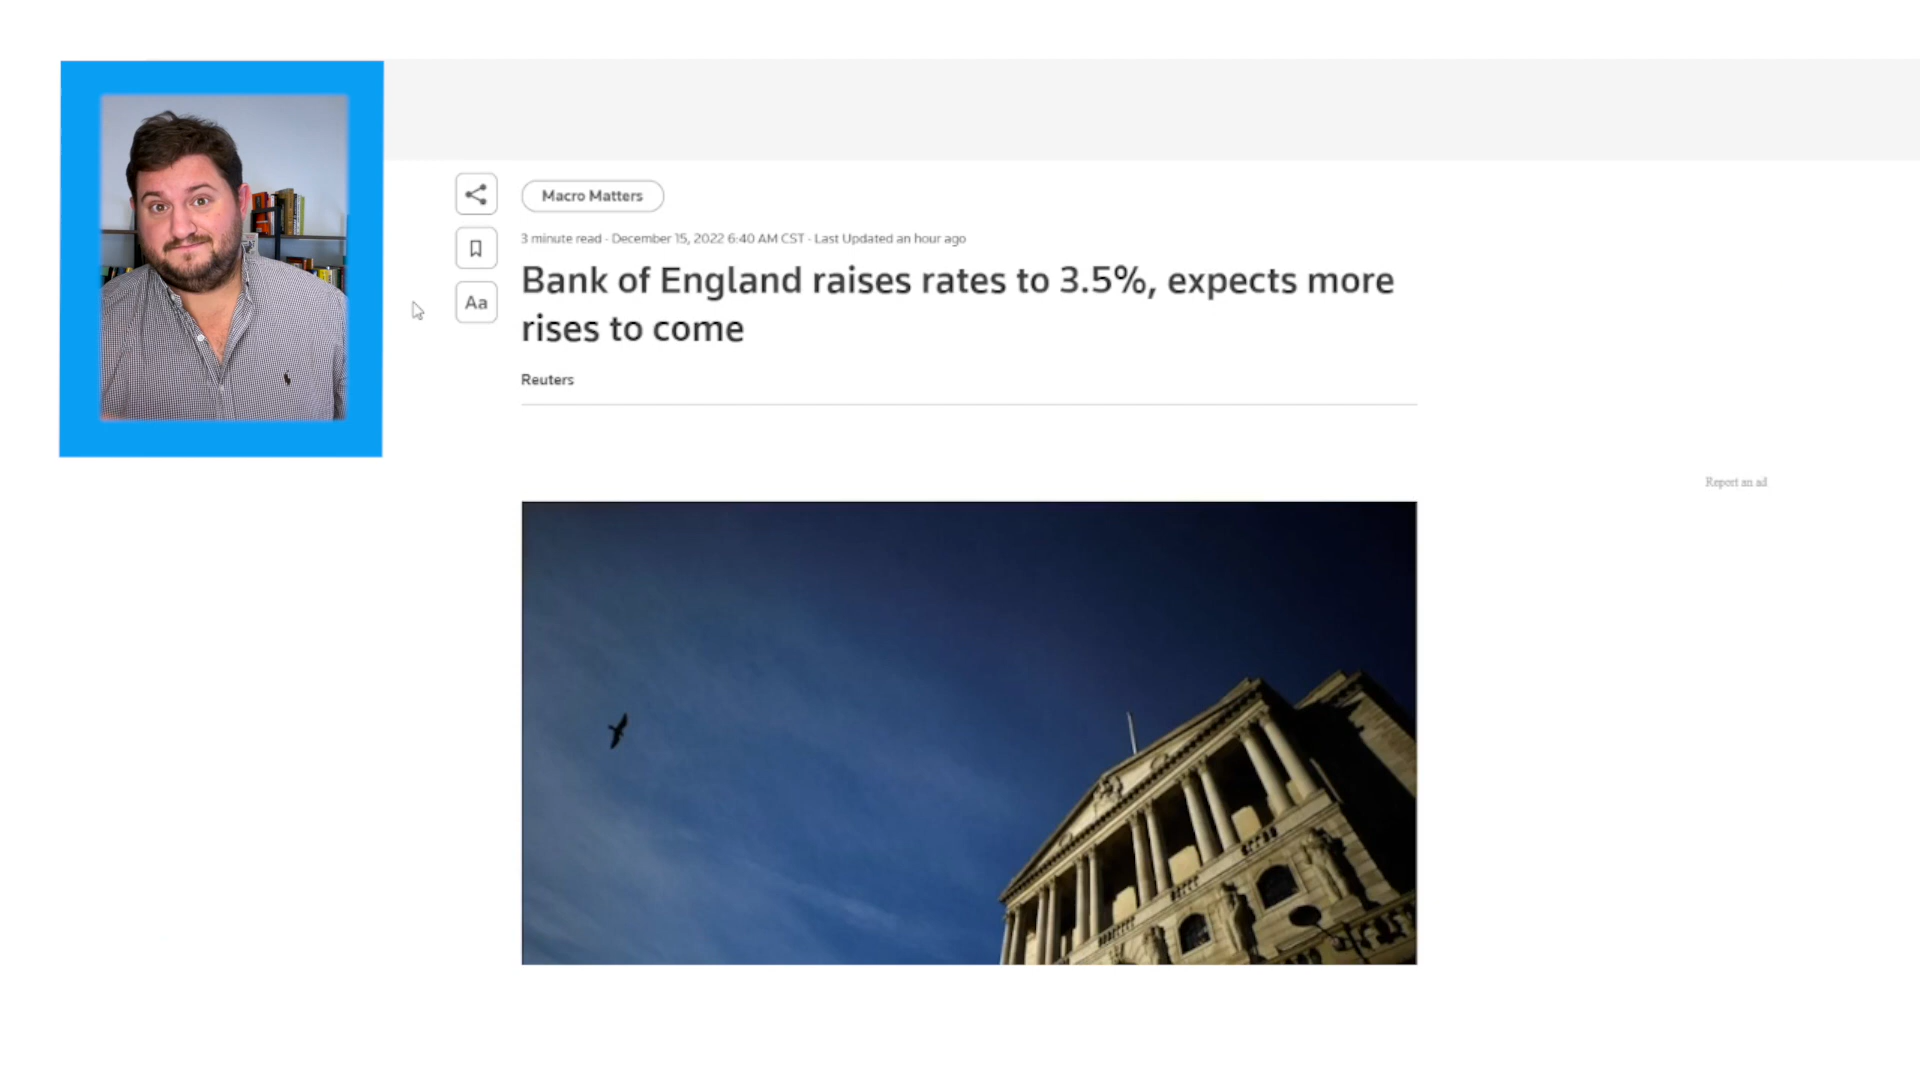 Macro Matters
3 minute read · December 15, 2022 6:40 AM CST · Last Updated an hour ago
Bank of England raises rates to 3.5%, expects more
rises to come
Aa
Reuters
Report an ad